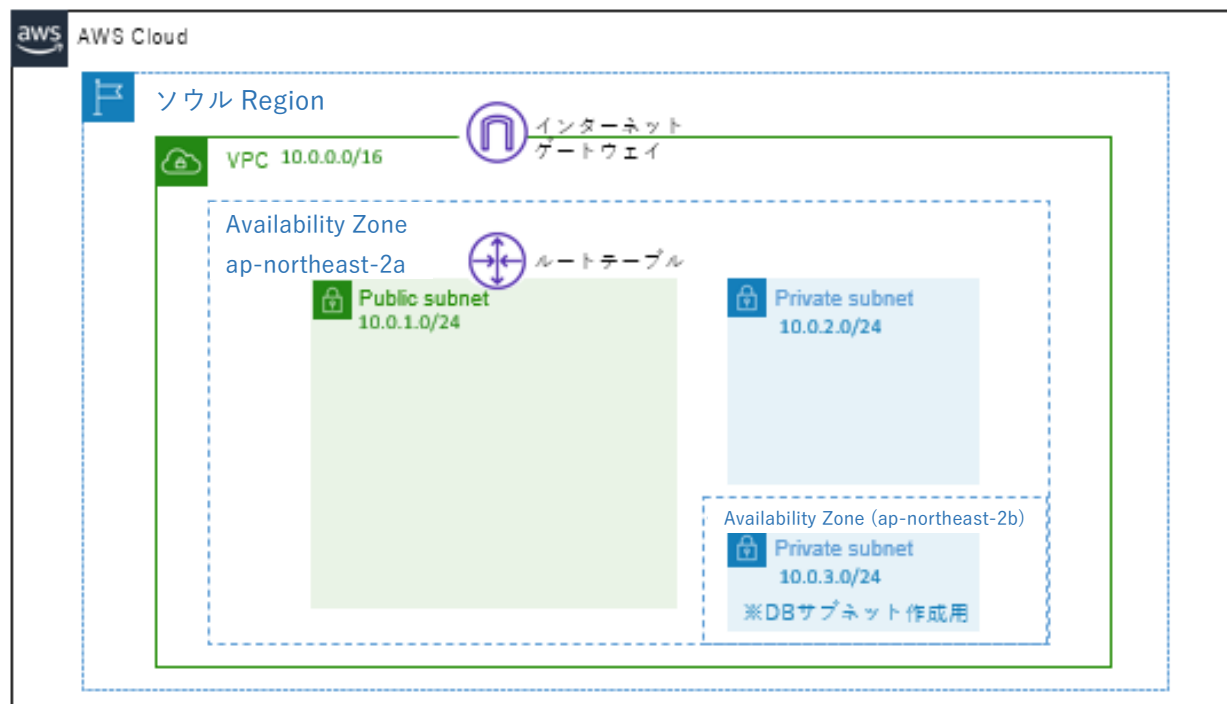 aws
AWS Cloud
ソウル Region
インターネット
ゲートウェイ
VPC 10.0.0.0/16
Availability Zone
ap-northeast-2a
ルートテーブル
Public subnet
10.0.1.0/24
Private subnet
10.0.2.0/24
Availability Zone (ap-northeast-2b)
Private subnet
10.0.3.0/24
※DBサブネット作成用